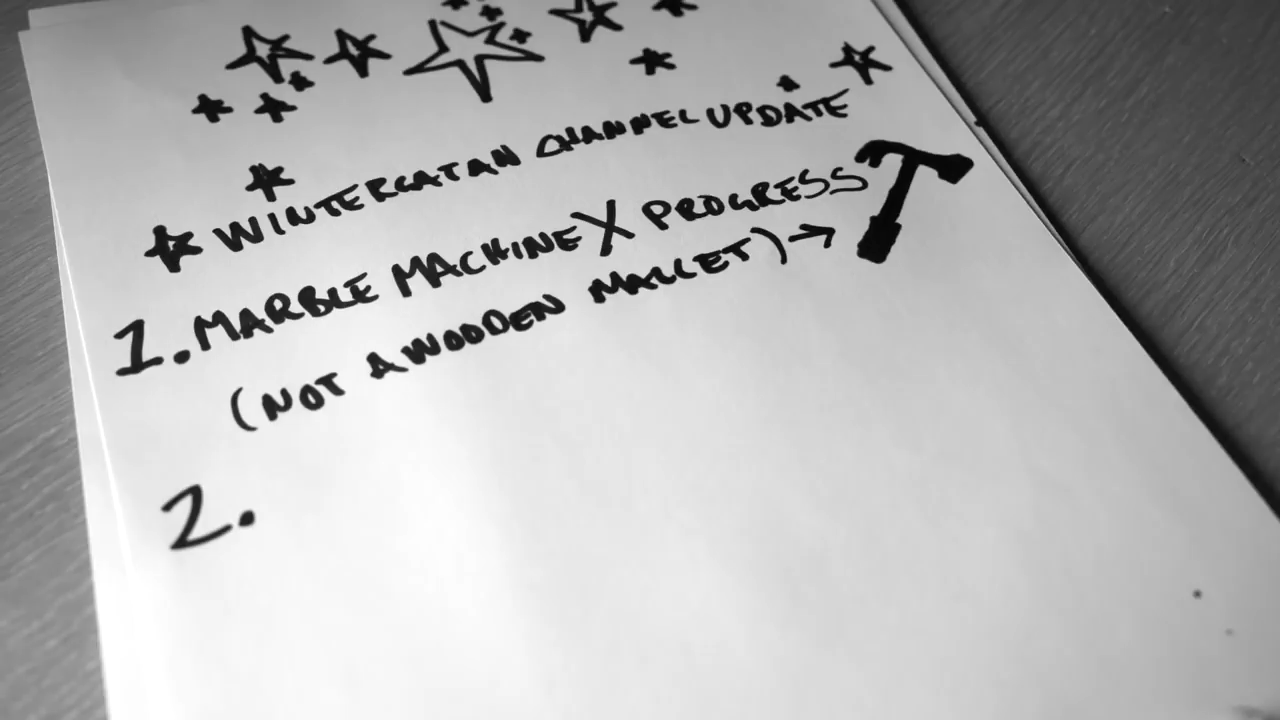 WINTERGATAN CHANNEL UPDATE
1. MARBLE MACHINE X PROGRESS
(NOT A WOODEN MALLET) →
2.